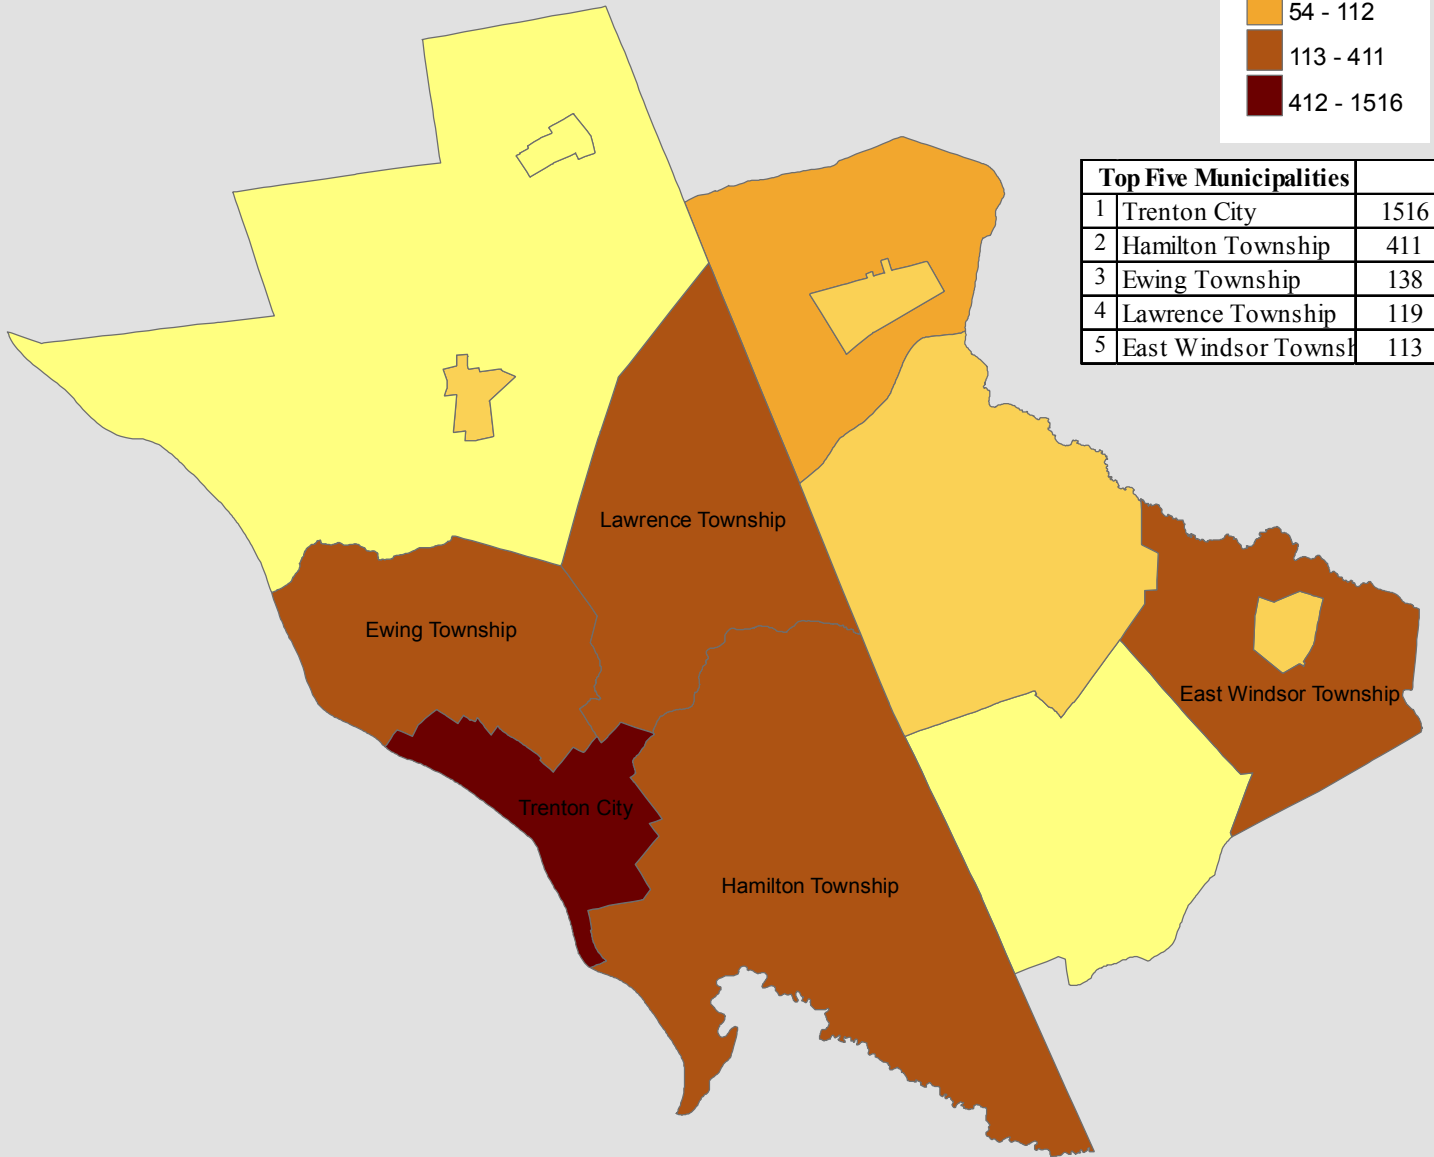 54 - 112
113 - 411
412 - 1516
Top Five Municipalities
1 Trenton City 1516
2 Hamilton Township 411
3 Ewing Township 138
4 Lawrence Township 119
5 East Windsor Townsh 113
Lawrence Township
Ewing Township
East Windsor Township
Trenton City
Hamilton Township